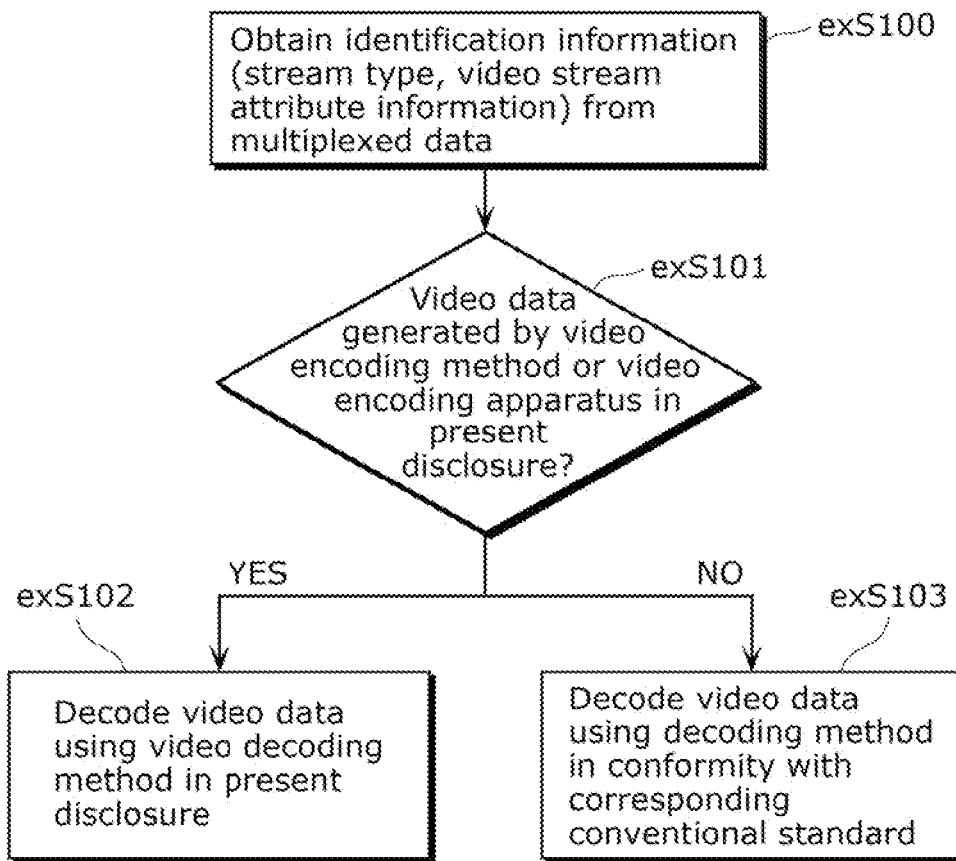 exS100
Obtain identification information
(stream type, video stream
attribute information) from
multiplexed data
exS101
Video data
generated by video
encoding method or video
encoding apparatus in
present
disclosure?
YES
NO
exS102
exS103
Decode video data
using video decoding
method in present
disclosure
Decode video data
using decoding method
in conformity with
corresponding
conventional standard